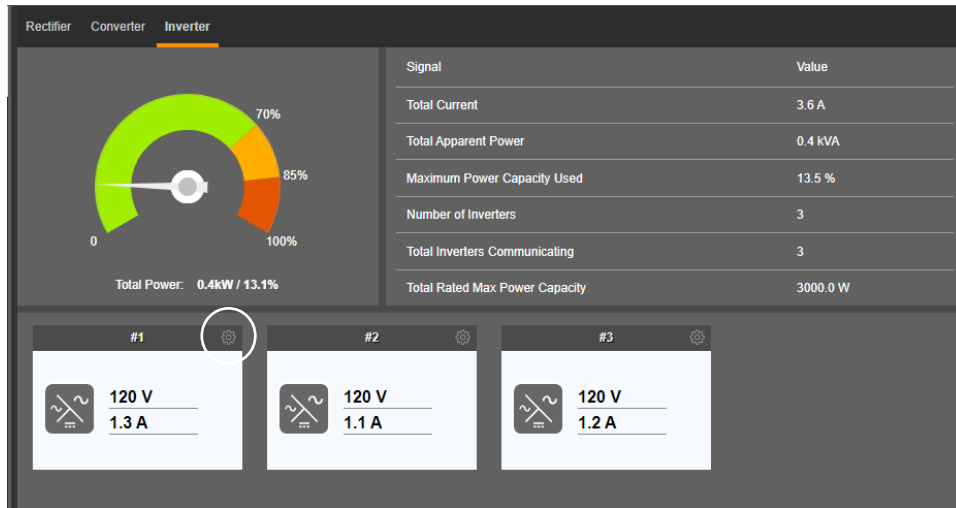 Rectifier Converter Inverter
70%
85%
0
100%
Total Power: 0.4kW / 13.1%
Signal Value
Total Current 3.6 A
Total Apparent Power 0.4 kVA
Maximum Power Capacity Used 13.5 %
Number of Inverters 3
Total Inverters Communicating 3
Total Rated Max Power Capacity 3000.0 W
#1
120 V
1.3 A
#2
120 V
1.1 A
#3
120 V
1.2 A